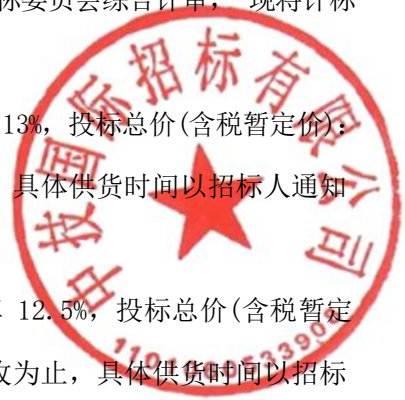 标委员会综合评审， 现将评标
13%，投标总价(含税暂定价)：
具体供货时间以招标人通知
12.5%，投标总价(含税暂定
收为止，具体供货时间以招标
中技国际招标有限公司